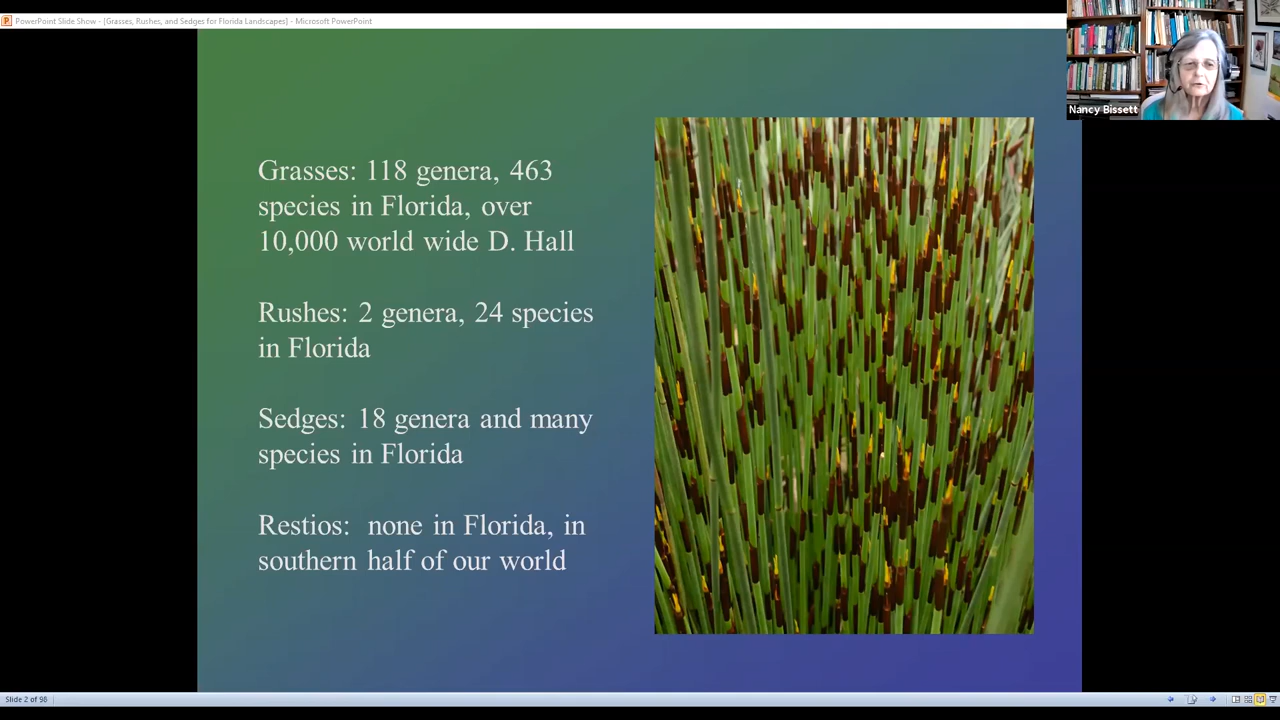 PowerPoint Slide Show - [Grasses, Rushes, and Sedges for Florida Landscapes] - Microsoft PowerPoint
Nancy Bissett
Grasses: 118 genera, 463
species in Florida, over
10,000 world wide D. Hall
Rushes: 2 genera, 24 species
in Florida
Sedges: 18 genera and many
species in Florida
Restios: none in Florida, in
southern half of our world
Slide 2 of 98